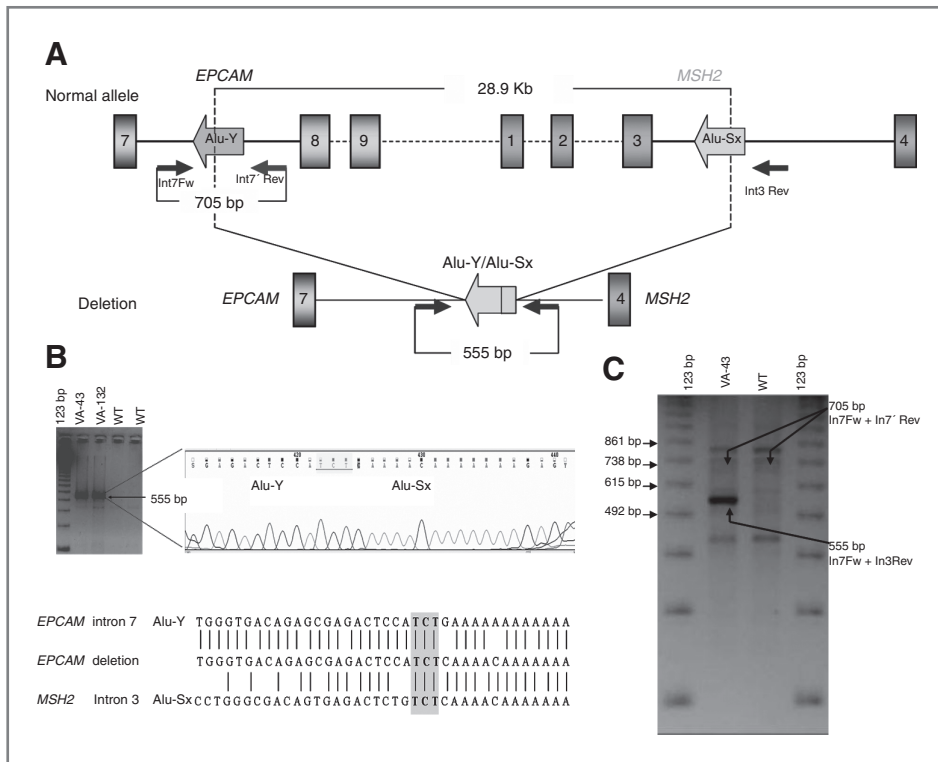 A
EPCAM
MSH2
28.9 Kb
Normal allele
7
Alu-Y
8
9
1
2
3
Alu-Sx
4
Int7Fw
Int7´ Rev
Int3 Rev
705 bp
Alu-Y/Alu-Sx
Deletion
EPCAM
7
4
MSH2
555 bp
B
123 bp
VA-43
VA-132
WT
WT
555 bp
420
430
440
Alu-Y
Alu-Sx
EPCAM intron 7 Alu-Y TGGGTGACAGAGCGAGACTCCATCTGAAAAAAAAAAAAA
EPCAM deletion TGGGTGACAGAGCGAGACTCCATCTCAAAACAAAAAAA
MSH2 Intron 3 Alu-Sx CCTGGGCGACAGTGAGACTCTGTCTCAAAACAAAAAAA
C
123 bp
VA-43
WT
123 bp
861 bp
738 bp
615 bp
492 bp
705 bp
In7Fw + In7´ Rev
555 bp
In7Fw + In3Rev